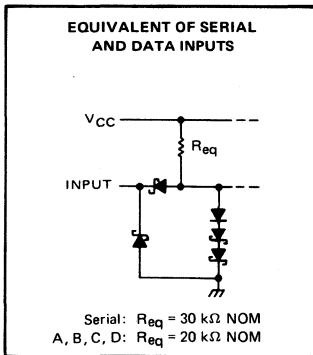 EQUIVALENT OF SERIAL
AND DATA INPUTS
VCC
Req
INPUT
Serial: Req = 30 kΩ NOM
A, B, C, D: Req = 20 kΩ NOM